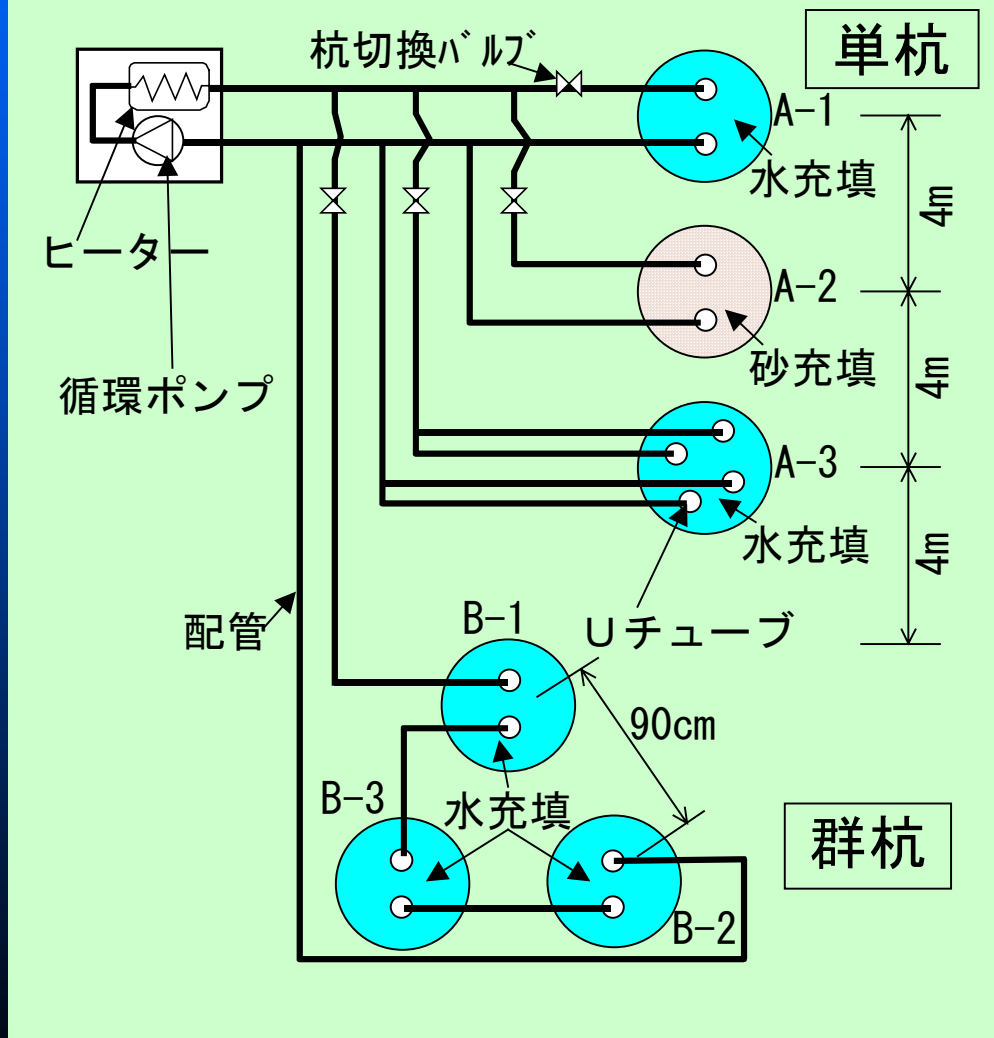 杭切換バルブ
単杭
A-1
水充填
4m
ヒーター
A-2
砂充填
4m
循環ポンプ
A-3
水充填
4m
配管
B-1
Uチューブ
90cm
B-3
水充填
群杭
B-2